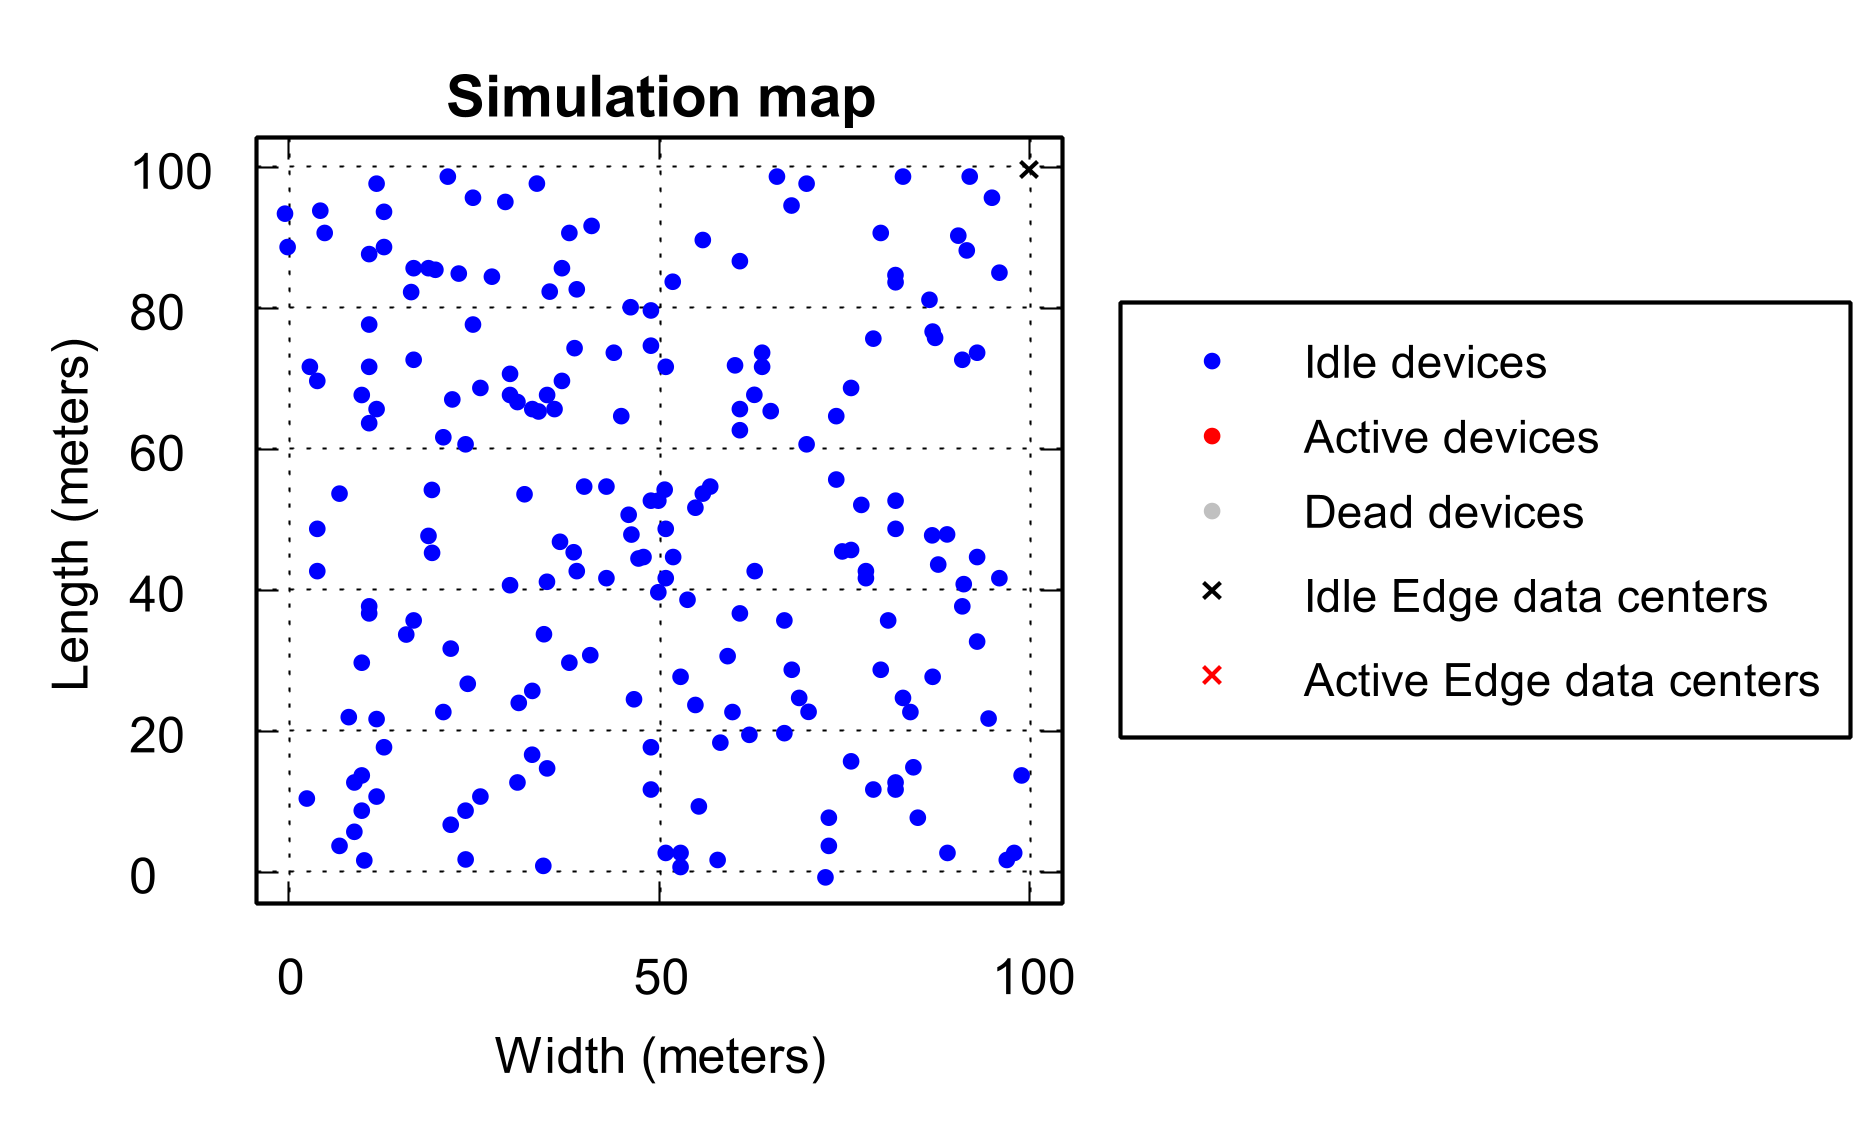 Simulation map
100
80
60
40
20
0
Length (meters)
0 50 100
Width (meters)
Idle devices
Active devices
Dead devices
Idle Edge data centers
Active Edge data centers